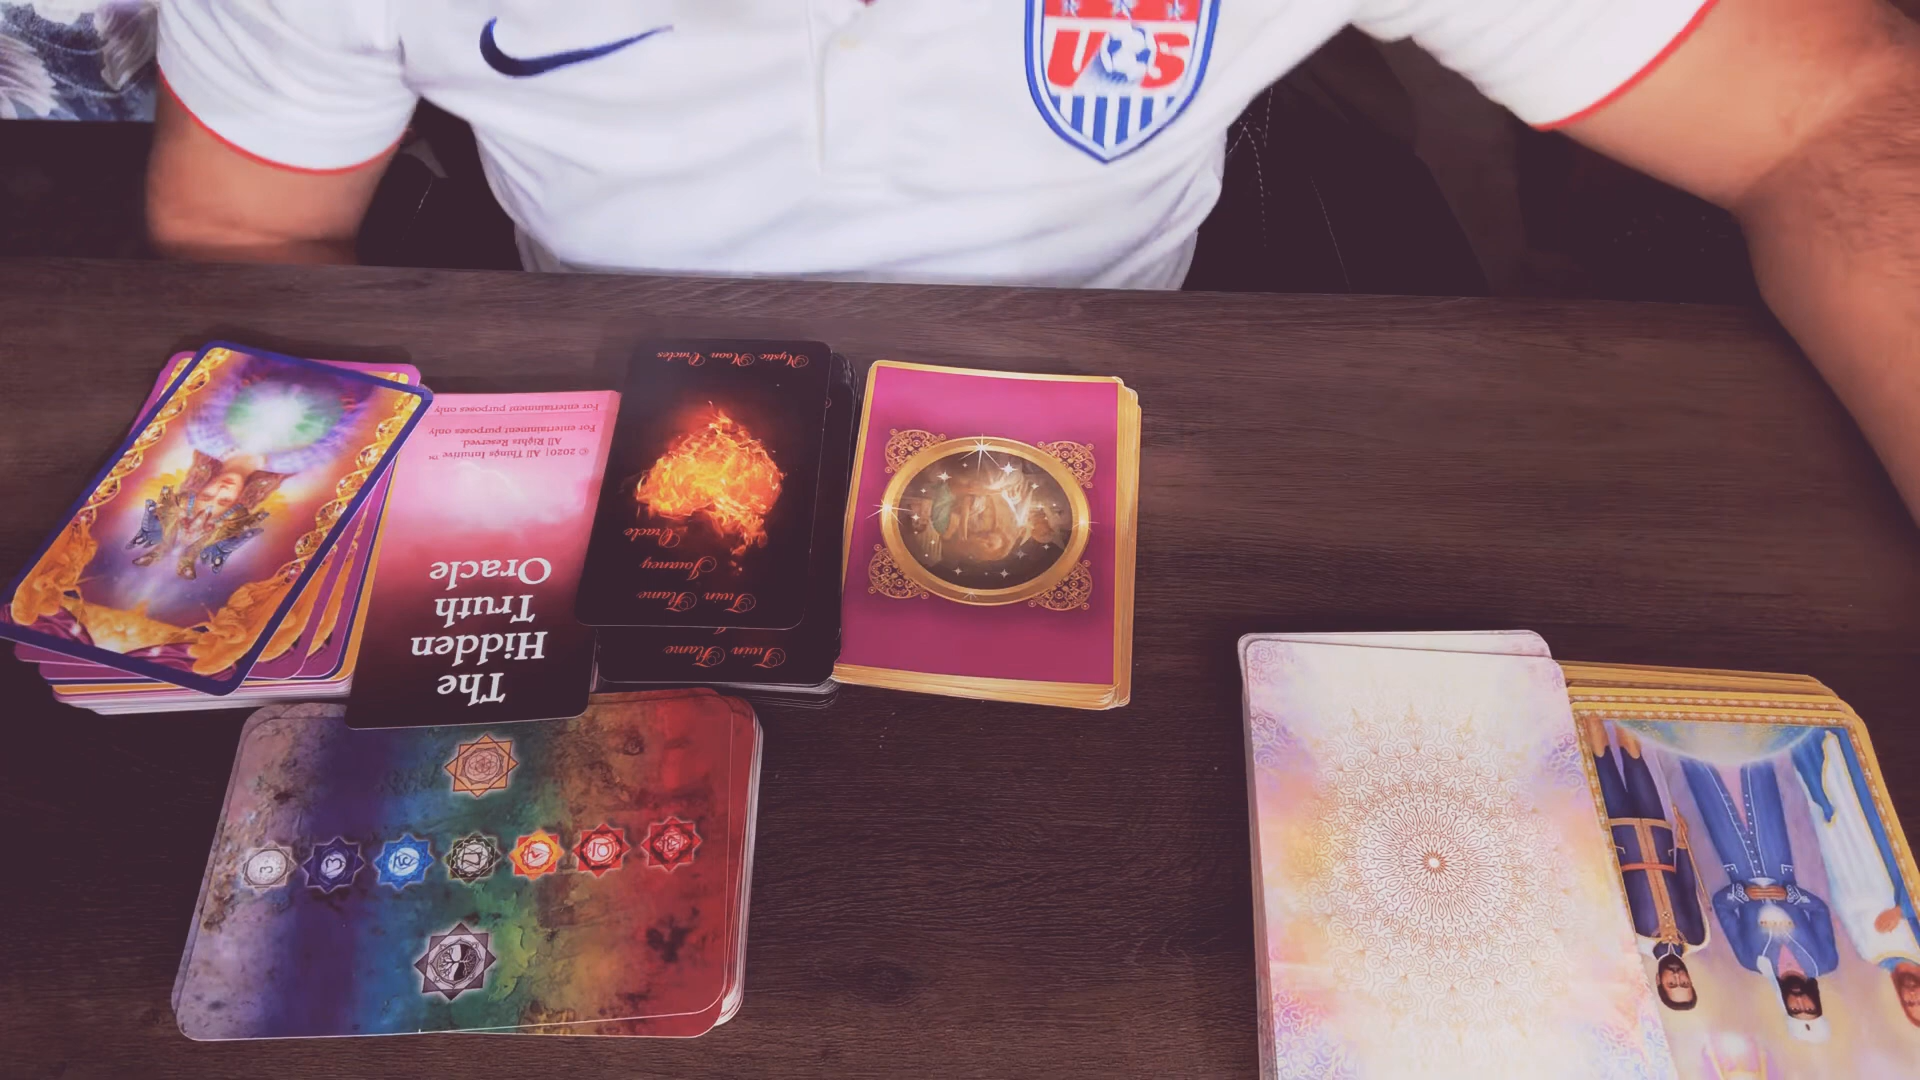 US
Mystic Moon Oracles
Twin Flame
Journey
Oracle
Twin Flame
The
Hidden
Truth
Oracle
© 2020 | All Things Intuitive ™
All Rights Reserved.
For entertainment purposes only
For entertainment purposes only